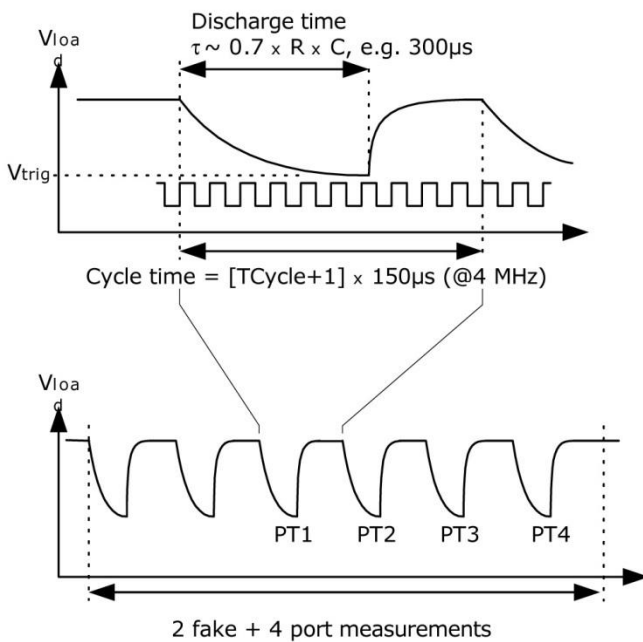 Discharge time
τ ~ 0.7 x R x C, e.g. 300µs
Vloa
d
Vtrig
Cycle time = [TCycle+1] x 150µs (@4 MHz)
Vloa
d
PT1 PT2 PT3 PT4
2 fake + 4 port measurements